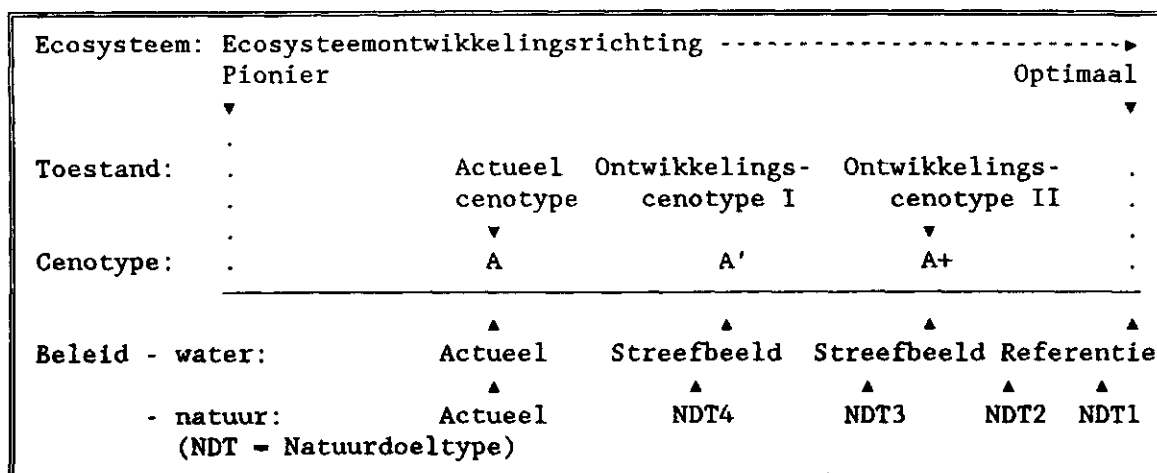 Ecosysteem: Ecosysteemontwikkelingsrichting ---------------------------▸
Pionier Optimaal
▾ ▾
.
Toestand: . Actueel Ontwikkelings- Ontwikkelings- .
. cenotype cenotype I cenotype II .
. ▾ ▾ .
Cenotype: . A A' A+ .
▴ ▴ ▴ ▴
Beleid - water: Actueel Streefbeeld Streefbeeld Referentie
▴ ▴ ▴ ▴ ▴
- natuur: Actueel NDT4 NDT3 NDT2 NDT1
(NDT = Natuurdoeltype)